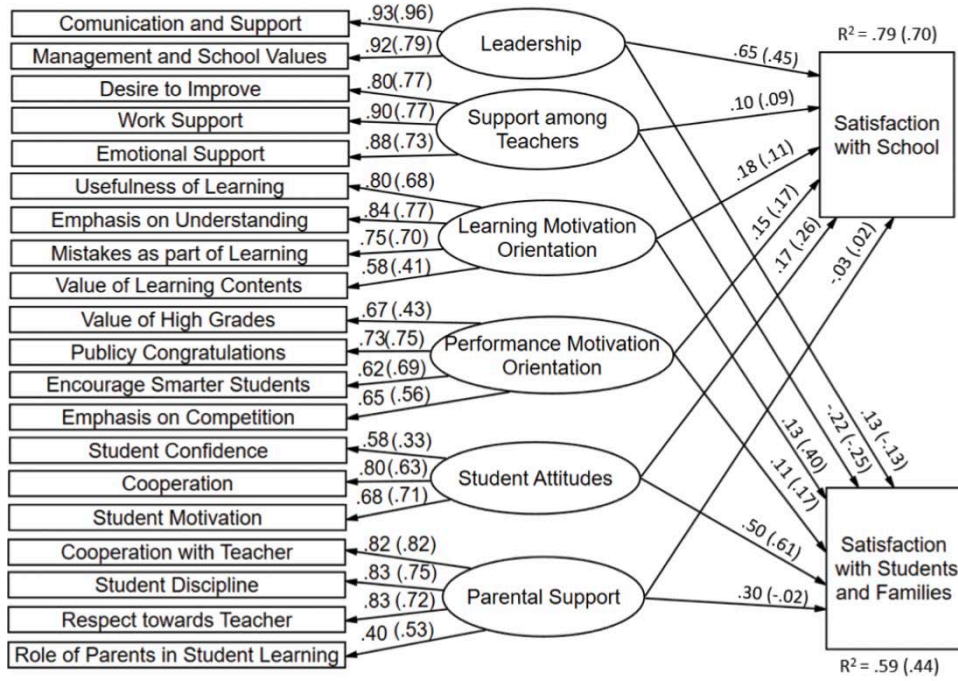 Comunication and Support
Management and School Values
Desire to Improve
Work Support
Emotional Support
Usefulness of Learning
Emphasis on Understanding
Mistakes as part of Learning
Value of Learning Contents
Value of High Grades
Publicy Congratulations
Encourage Smarter Students
Emphasis on Competition
Student Confidence
Cooperation
Student Motivation
Cooperation with Teacher
Student Discipline
Respect towards Teacher
Role of Parents in Student Learning
.93(.96)
.92(.79)
.80(.77)
.90(.77)
.88(.73)
.80(.68)
.84(.77)
.75(.70)
.58(.41)
.67(.43)
.73(.75)
.62(.69)
.65 (.56)
.58(.33)
.80(.63)
.68(.71)
.82 (.82)
.83 (.75)
.83 (.72)
.40 (.53)
Leadership
Support among
Teachers
Learning Motivation
Orientation
Performance Motivation
Orientation
Student Attitudes
Parental Support
.65 (.45)
.10 (.09)
.18 (.11)
.15 (.17)
.17 (.26)
-.03 (.02)
.13 (-.13)
-.22 (-.25)
.13 (.40)
.11 (.17)
.50 (.61)
.30 (-.02)
R² = .79 (.70)
Satisfaction
with School
Satisfaction
with Students
and Families
R² = .59 (.44)